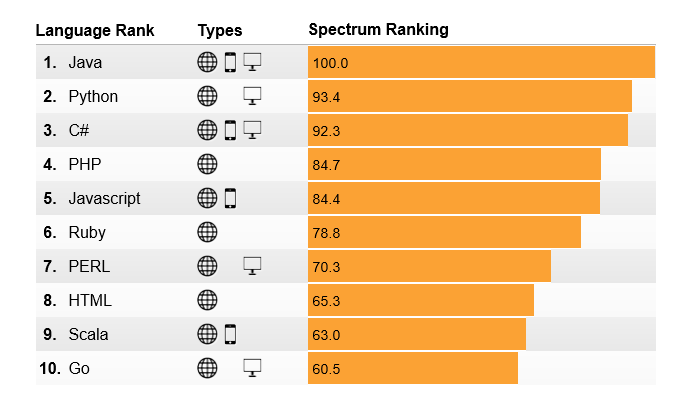 Language Rank Types Spectrum Ranking
1. Java 100.0
2. Python 93.4
3. C# 92.3
4. PHP 84.7
5. Javascript 84.4
6. Ruby 78.8
7. PERL 70.3
8. HTML 65.3
9. Scala 63.0
10. Go 60.5